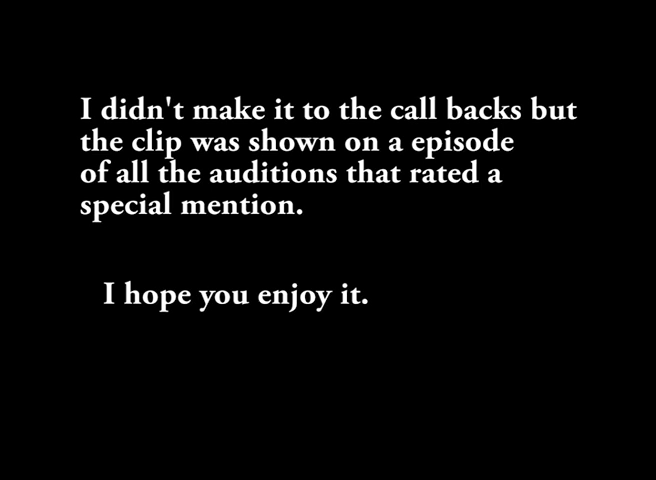 I didn't make it to the call backs but
the clip was shown on a episode
of all the auditions that rated a
special mention.
I hope you enjoy it.